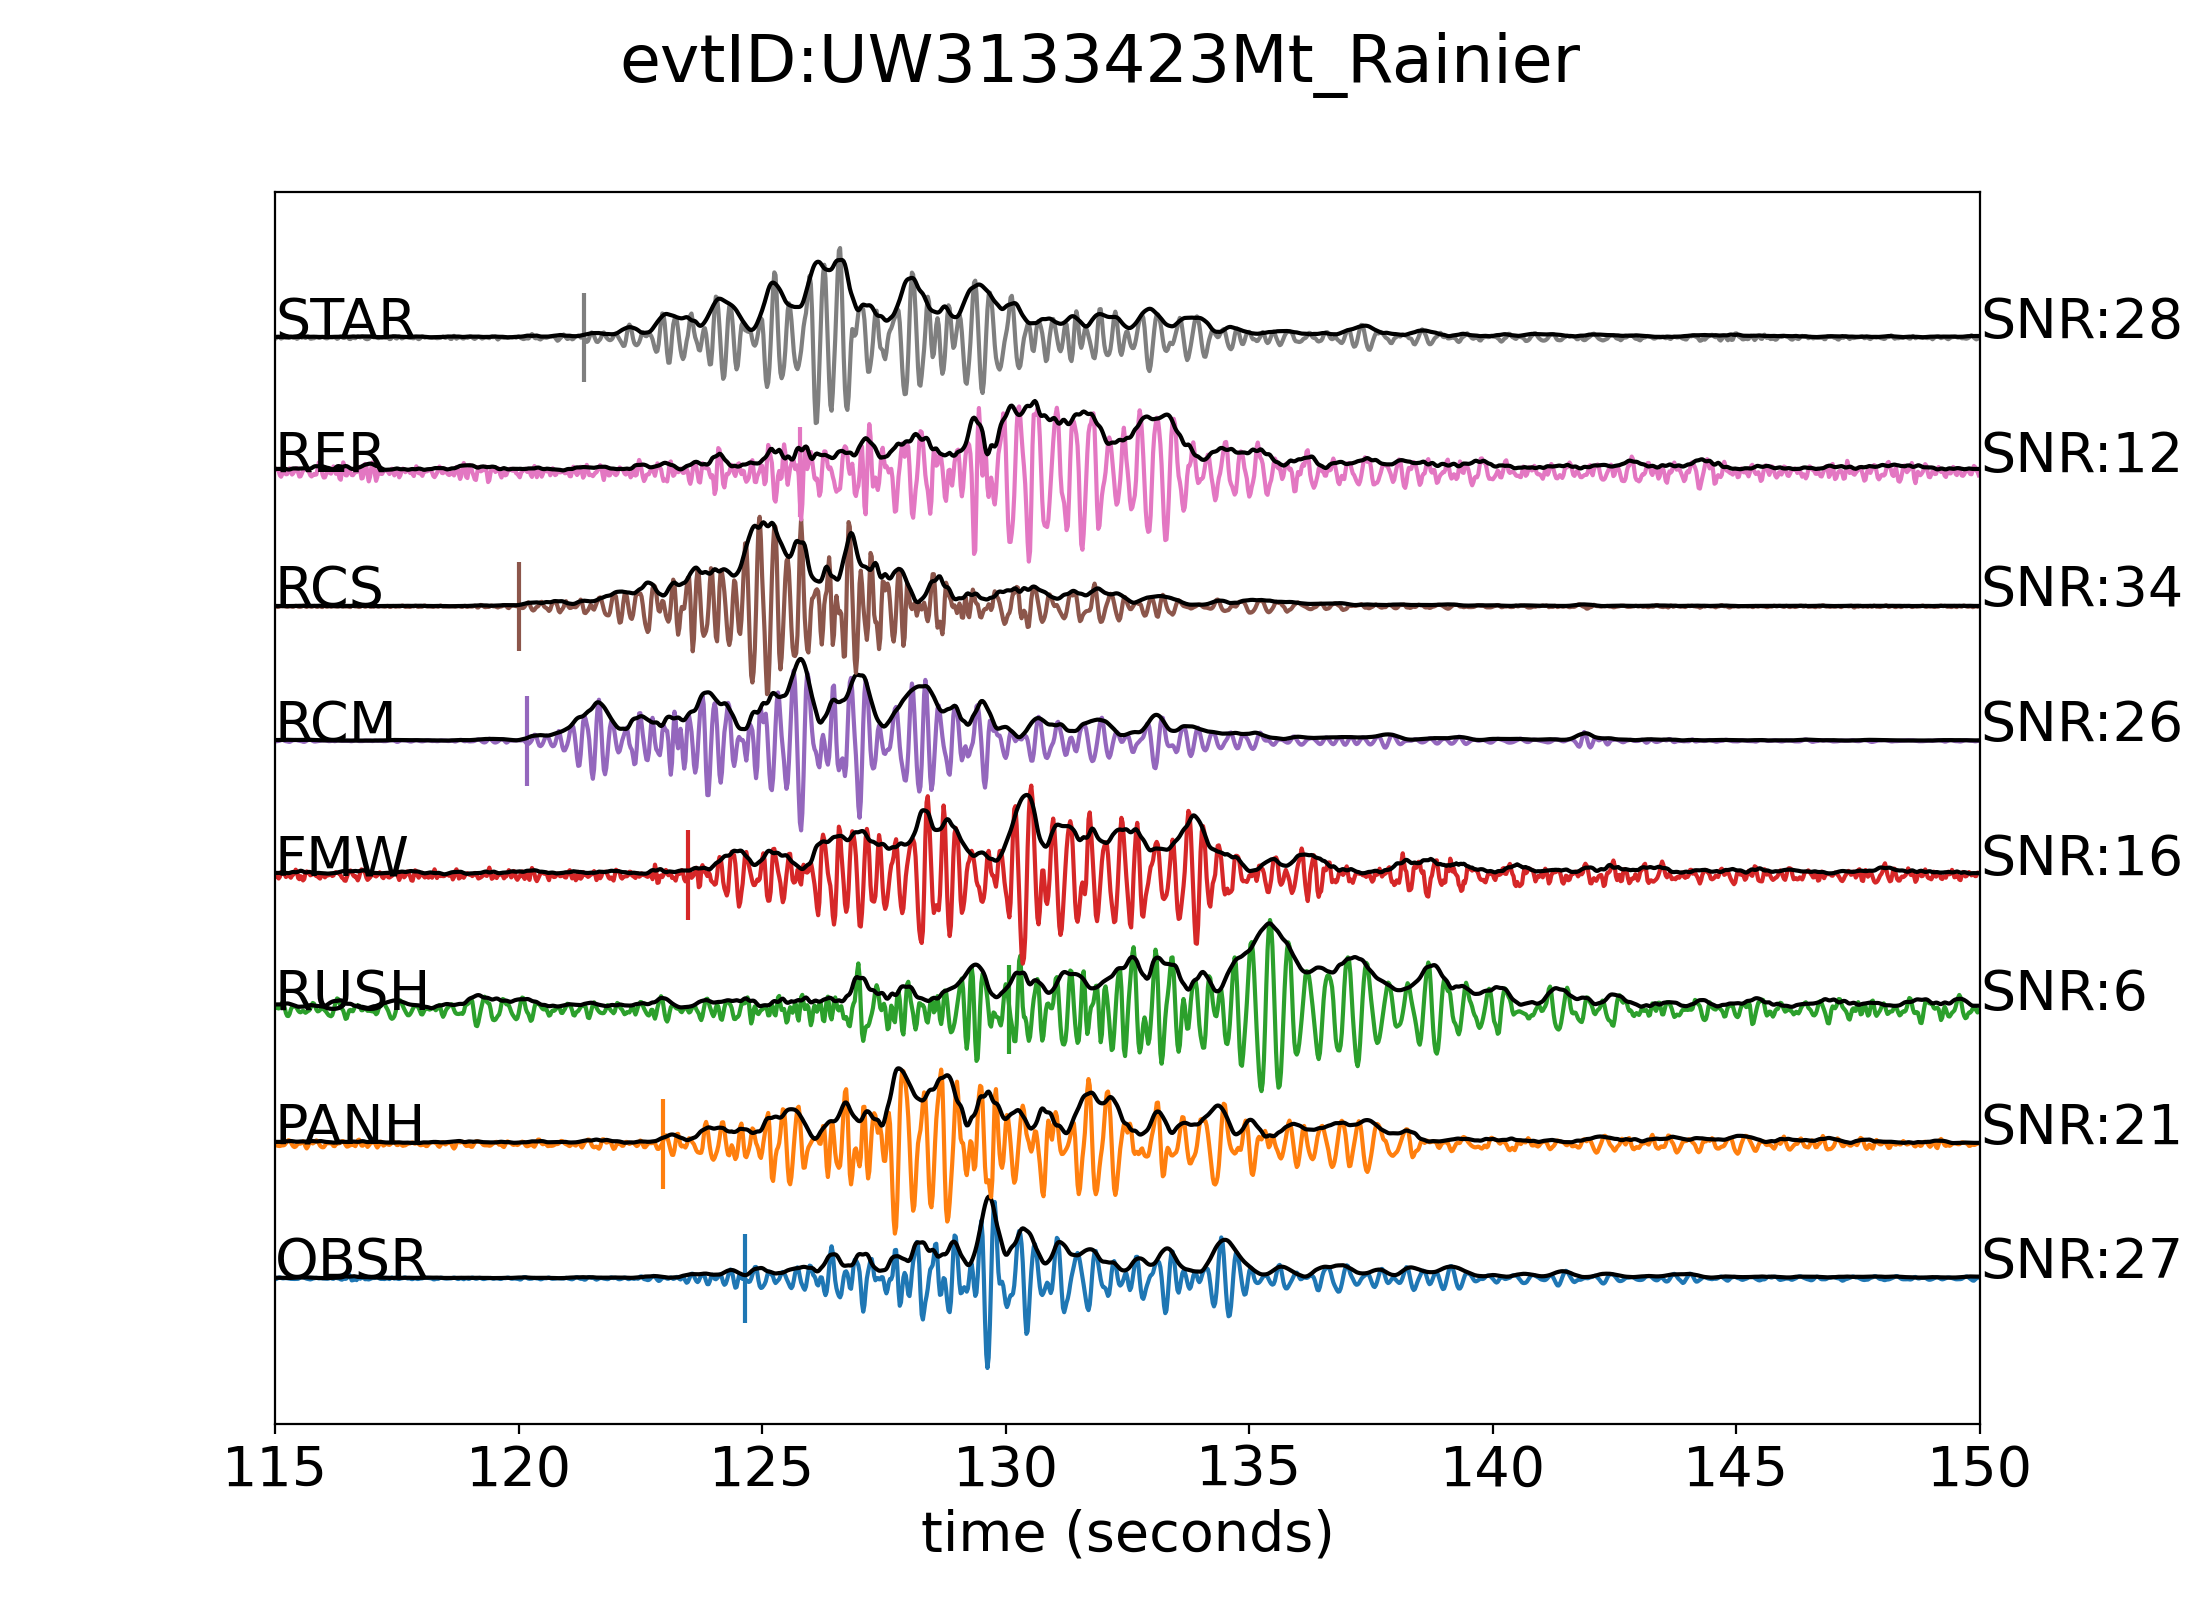 evtID:UW3133423Mt_Rainier
STAR SNR:28
RER SNR:12
RCS SNR:34
RCM SNR:26
FMW SNR:16
RUSH SNR:6
PANH SNR:21
OBSR SNR:27
115 120 125 130 135 140 145 150
time (seconds)